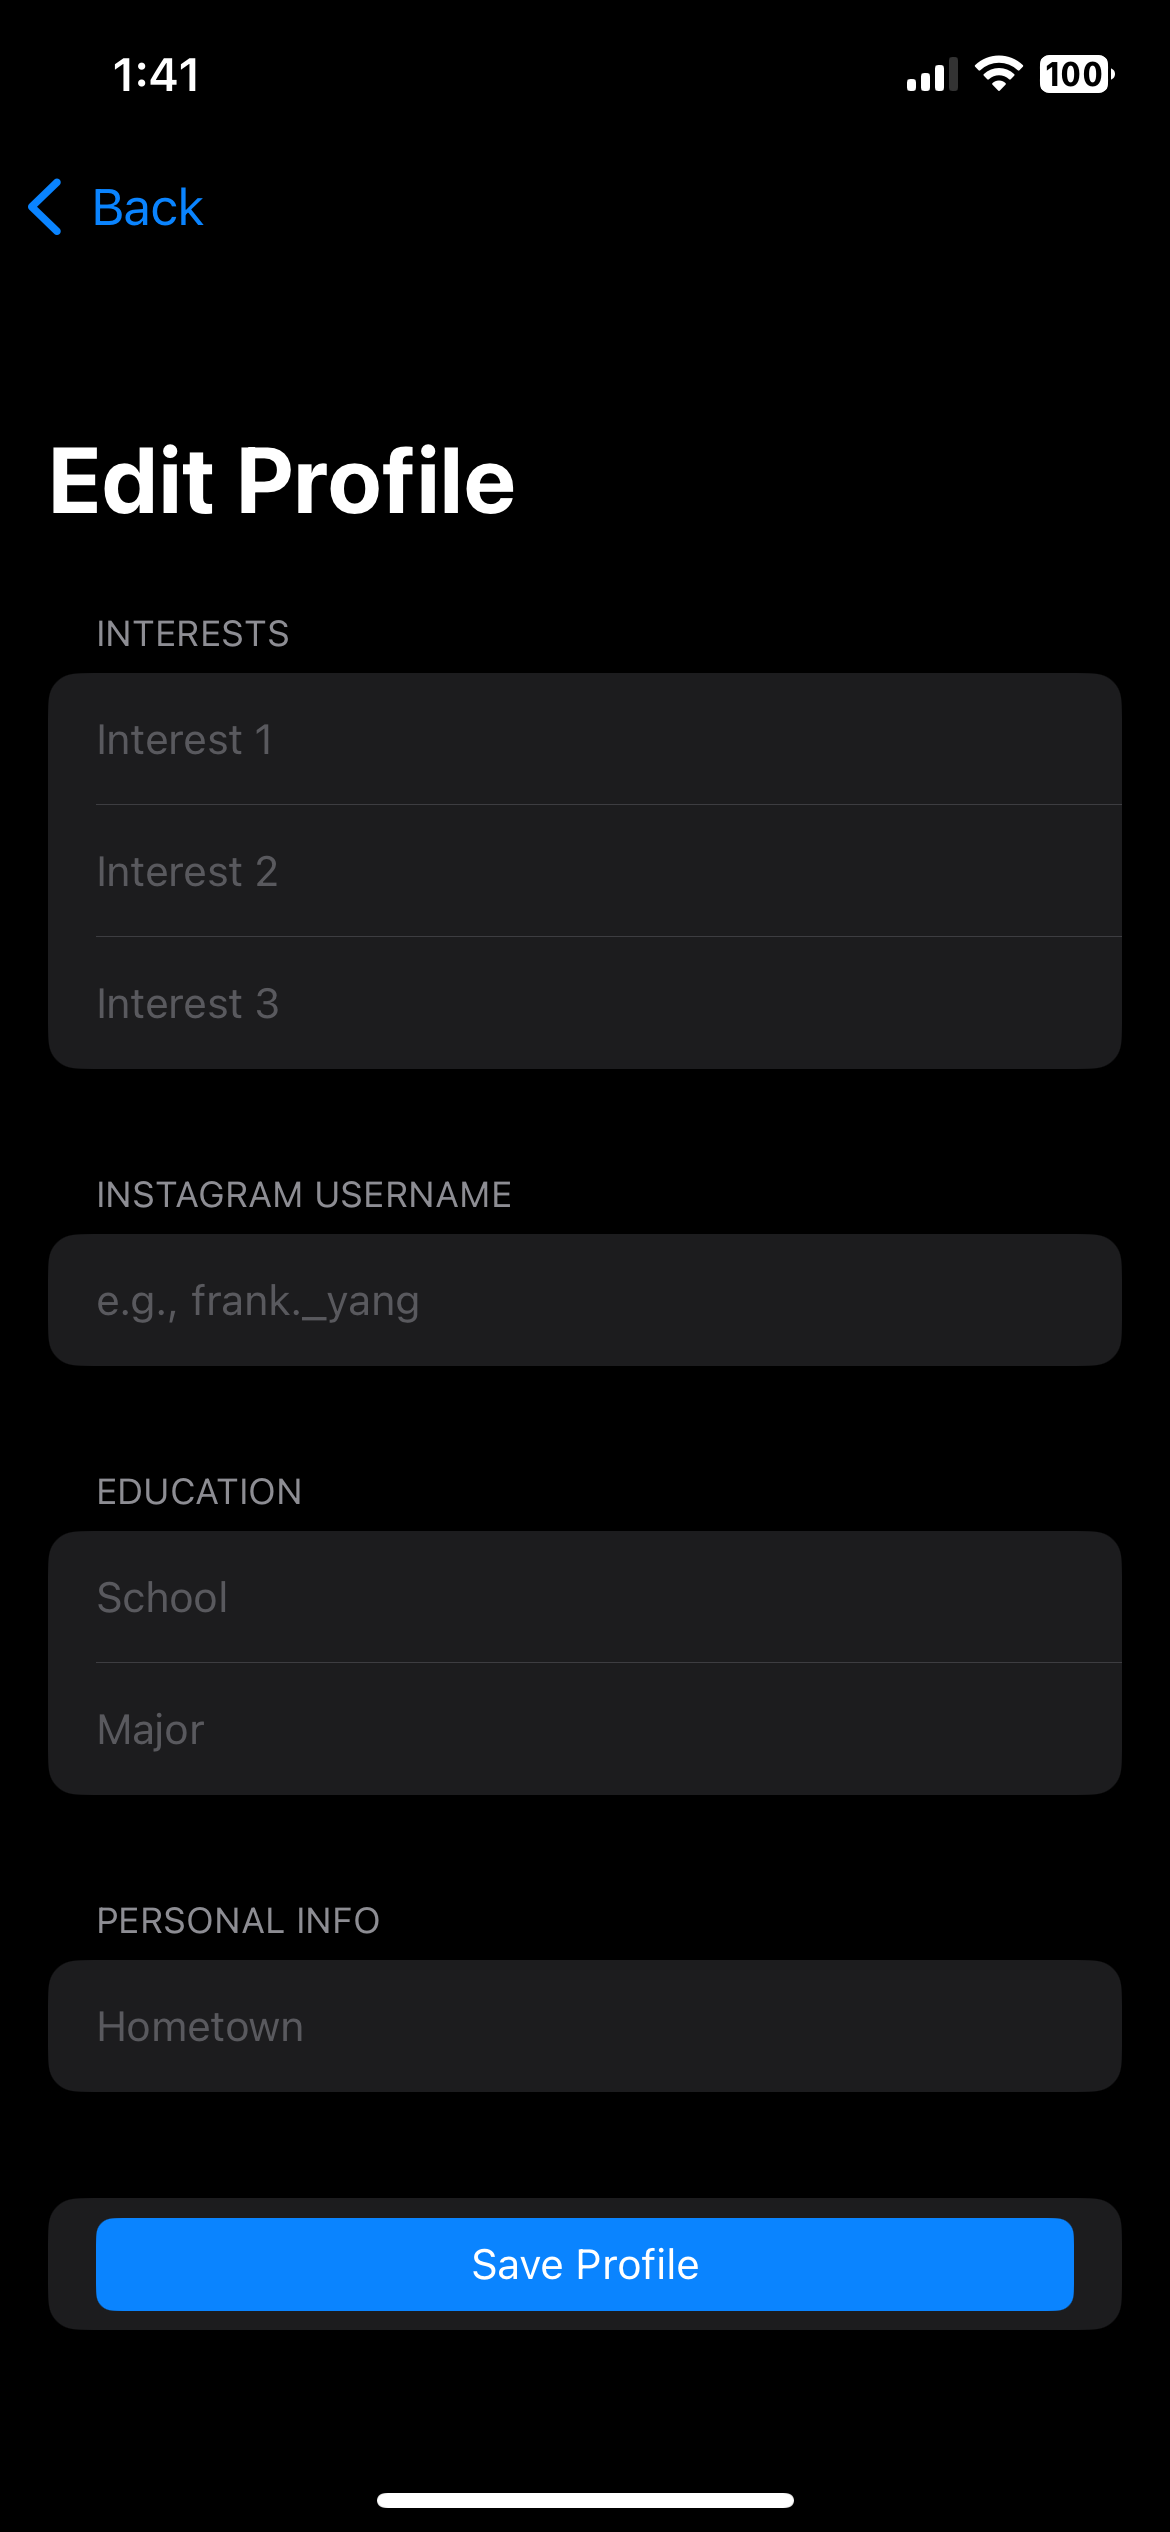 1:41
100
Back
Edit Profile
INTERESTS
Interest 1
Interest 2
Interest 3
INSTAGRAM USERNAME
e.g., frank._yang
EDUCATION
School
Major
PERSONAL INFO
Hometown
Save Profile